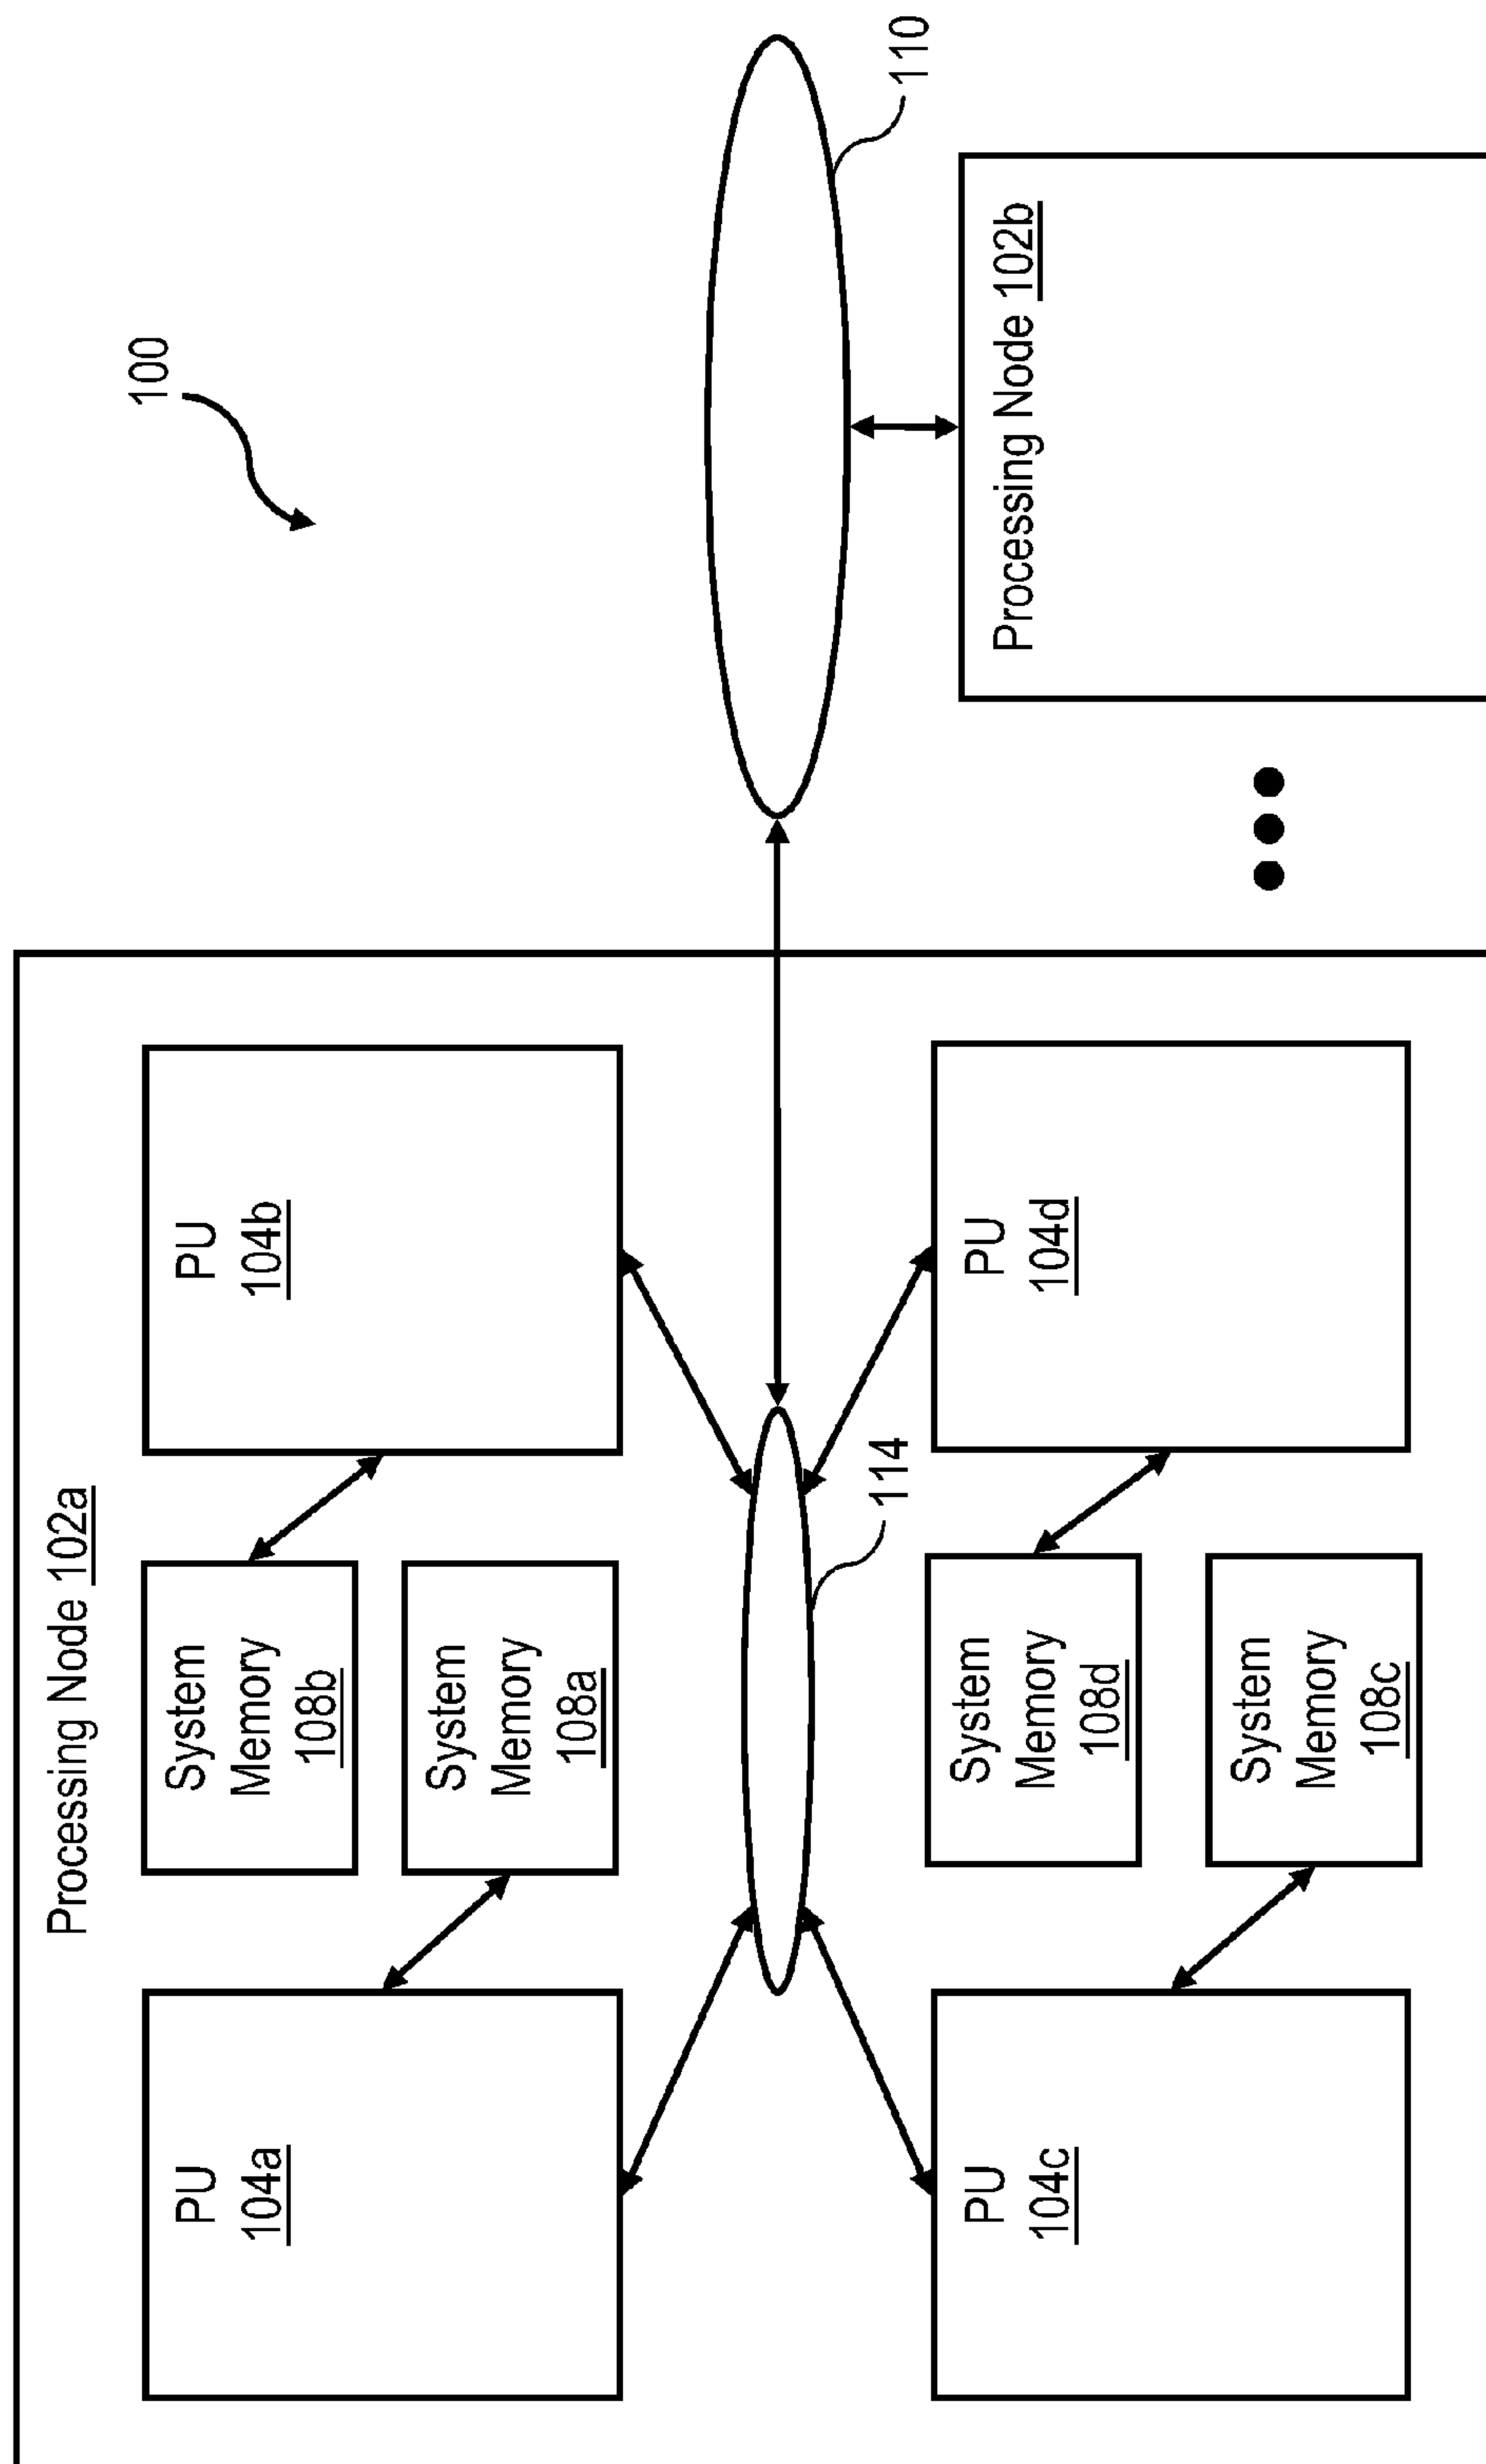 100
Processing Node 102a
PU
104a
System
Memory
108b
System
Memory
108a
PU
104b
110
114
Processing Node 102b
PU
104c
System
Memory
108d
System
Memory
108c
PU
104d